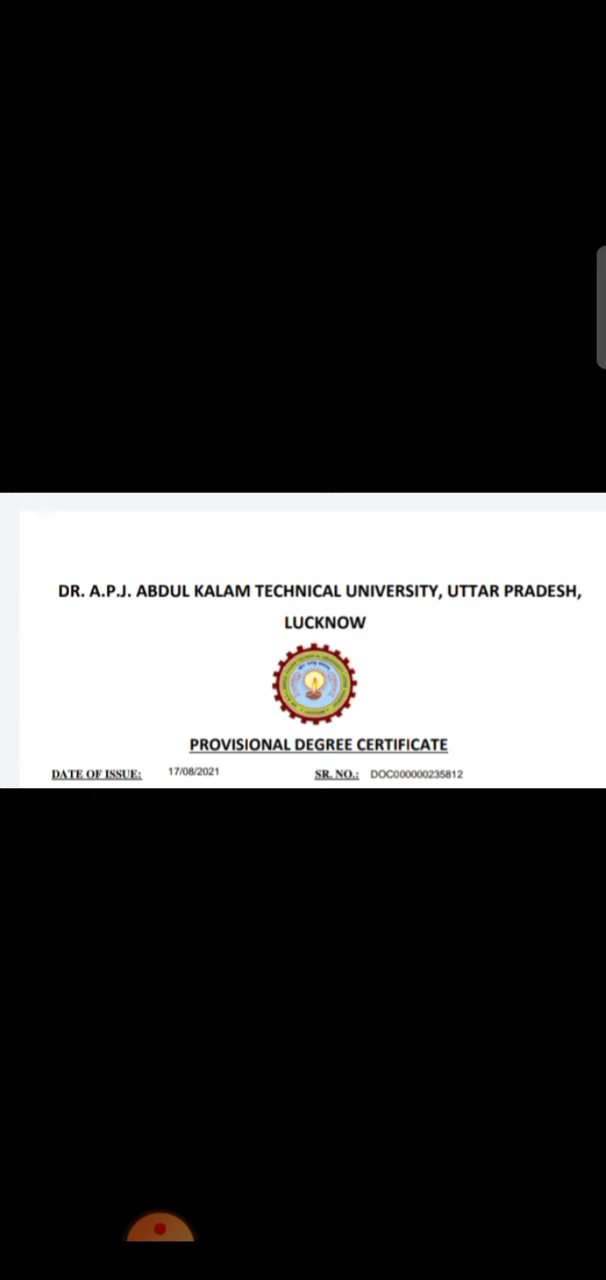 DR. A.P.J. ABDUL KALAM TECHNICAL UNIVERSITY, UTTAR PRADESH,
LUCKNOW
PROVISIONAL DEGREE CERTIFICATE
DATE OF ISSUE: 17/08/2021 SR. NO.: DOC000000235812